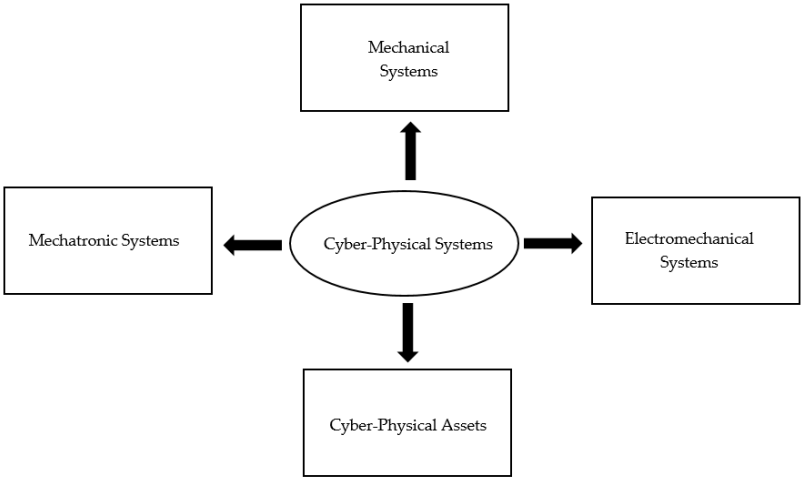 Mechanical
Systems
Mechatronic Systems
Cyber-Physical Systems
Electromechanical
Systems
Cyber-Physical Assets